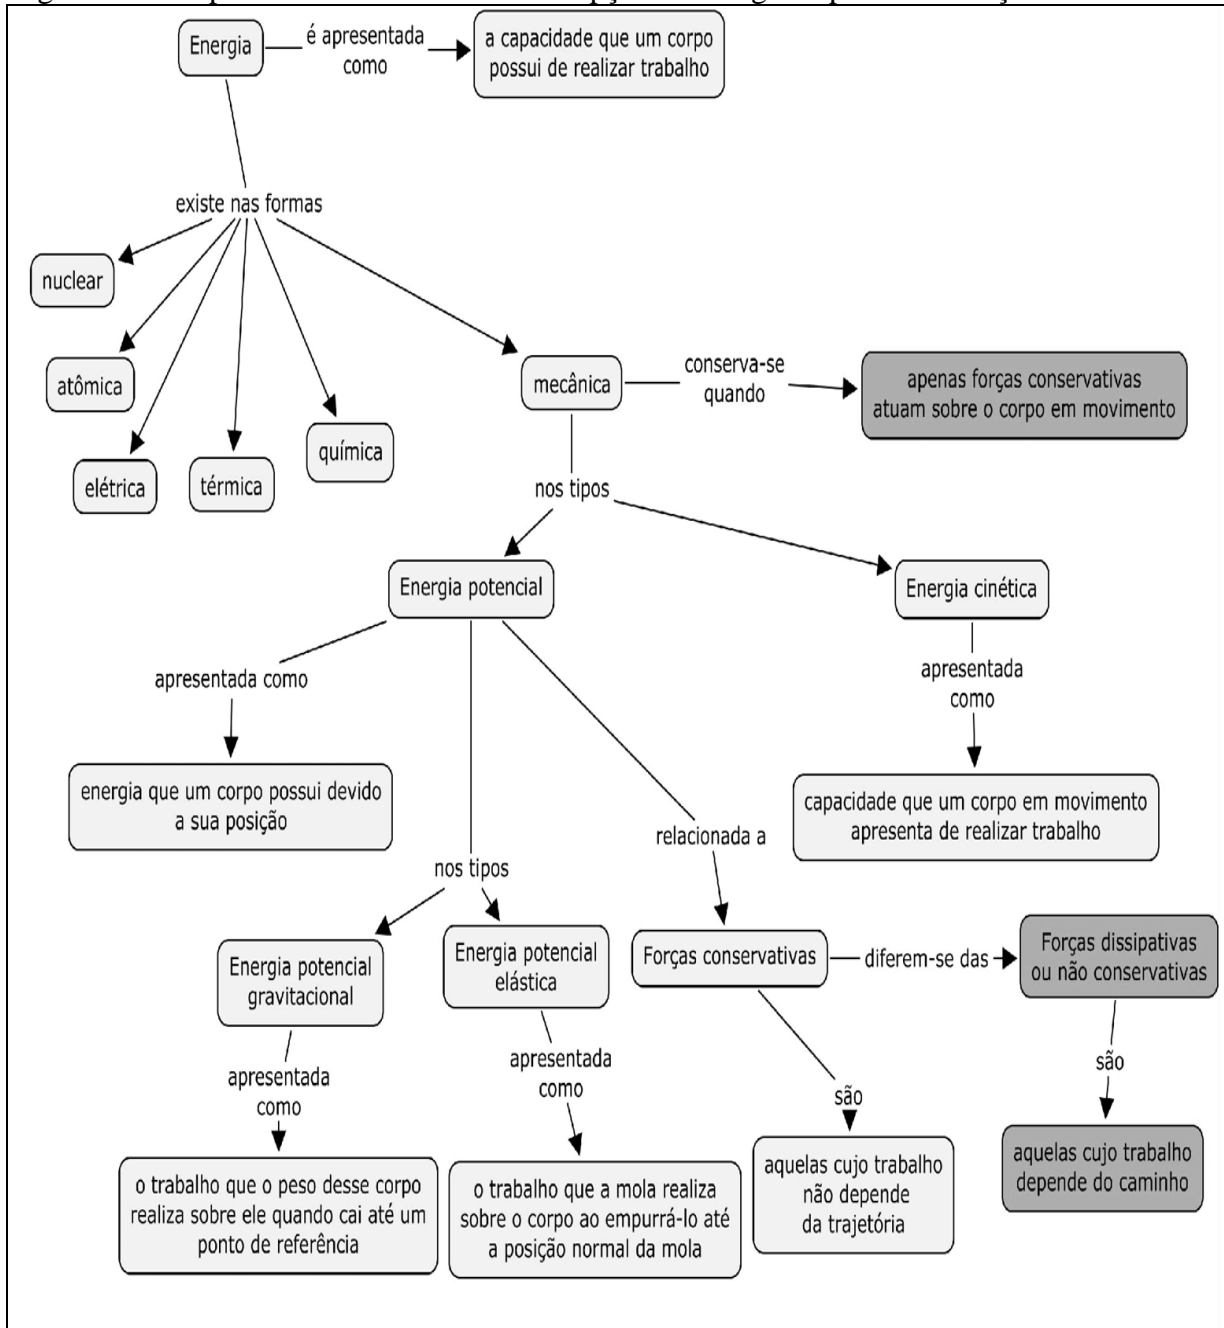 Energia
é apresentada
como
a capacidade que um corpo
possui de realizar trabalho
existe nas formas
nuclear
atômica
elétrica
térmica
química
mecânica
conserva-se
quando
apenas forças conservativas
atuam sobre o corpo em movimento
nos tipos
Energia potencial
Energia cinética
apresentada como
energia que um corpo possui devido
a sua posição
apresentada
como
capacidade que um corpo em movimento
apresenta de realizar trabalho
nos tipos
relacionada a
Energia potencial
gravitacional
Energia potencial
elástica
Forças conservativas
diferem-se das
Forças dissipativas
ou não conservativas
apresentada
como
o trabalho que o peso desse corpo
realiza sobre ele quando cai até um
ponto de referência
apresentada
como
o trabalho que a mola realiza
sobre o corpo ao empurrá-lo até
a posição normal da mola
são
aquelas cujo trabalho
não depende
da trajetória
são
aquelas cujo trabalho
depende do caminho